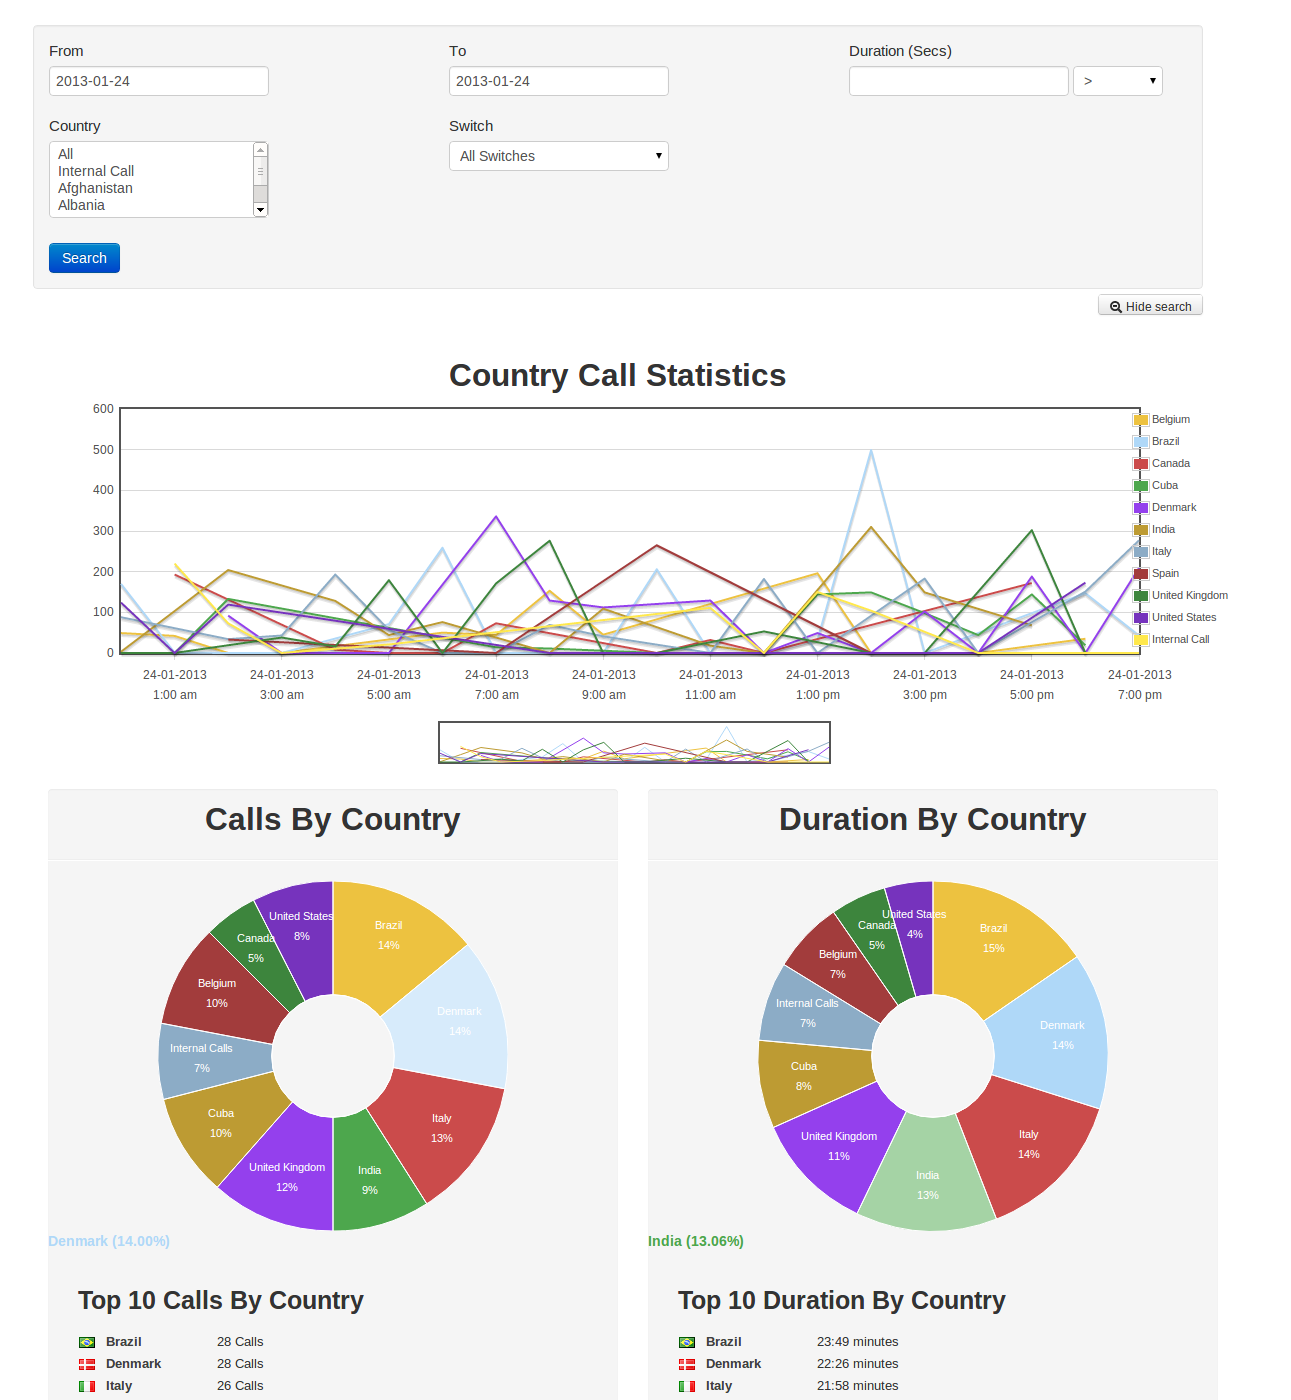 From
To
Duration (Secs)
2013-01-24
2013-01-24
>
Country
Switch
All
Internal Call
Afghanistan
Albania
All Switches
Search
Hide search
Country Call Statistics
600
500
400
300
200
100
0
Belgium
Brazil
Canada
Cuba
Denmark
India
Italy
Spain
United Kingdom
United States
Internal Call
24-01-2013 24-01-2013 24-01-2013 24-01-2013 24-01-2013 24-01-2013 24-01-2013 24-01-2013 24-01-2013 24-01-2013
1:00 am 3:00 am 5:00 am 7:00 am 9:00 am 11:00 am 1:00 pm 3:00 pm 5:00 pm 7:00 pm
Calls By Country
United States
8%
Brazil
14%
Canada
5%
Belgium
10%
Denmark
14%
Internal Calls
7%
Cuba
10%
Italy
13%
United Kingdom
12%
India
9%
Denmark (14.00%)
Top 10 Calls By Country
Brazil 28 Calls
Denmark 28 Calls
Italy 26 Calls
Duration By Country
United States
4%
Brazil
15%
Canada
5%
Belgium
7%
Internal Calls
7%
Denmark
14%
Cuba
8%
United Kingdom
11%
Italy
14%
India
13%
India (13.06%)
Top 10 Duration By Country
Brazil 23:49 minutes
Denmark 22:26 minutes
Italy 21:58 minutes